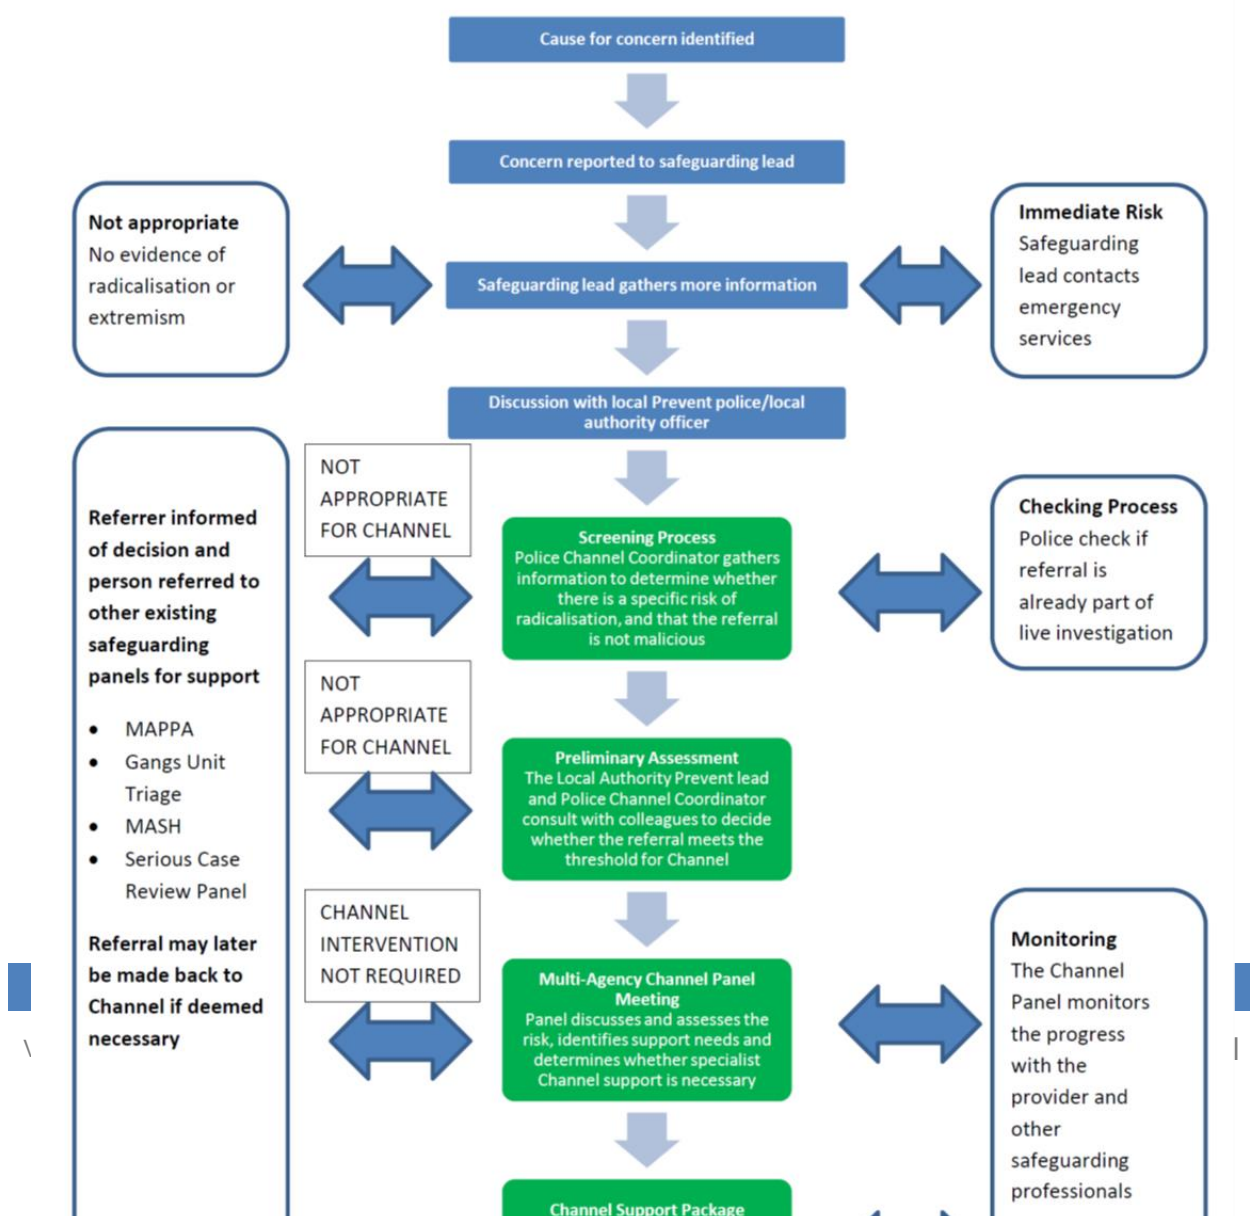 Cause for concern identified
Concern reported to safeguarding lead
Not appropriate
No evidence of
radicalisation or
extremism
Safeguarding lead gathers more information
Immediate Risk
Safeguarding
lead contacts
emergency
services
Discussion with local Prevent police/local
authority officer
Referrer informed
of decision and
person referred to
other existing
safeguarding
panels for support
• MAPPA
• Gangs Unit
Triage
• MASH
• Serious Case
Review Panel
Referral may later
be made back to
Channel if deemed
necessary
NOT
APPROPRIATE
FOR CHANNEL
Screening Process
Police Channel Coordinator gathers
information to determine whether
there is a specific risk of
radicalisation, and that the referral
is not malicious
Checking Process
Police check if
referral is
already part of
live investigation
NOT
APPROPRIATE
FOR CHANNEL
Preliminary Assessment
The Local Authority Prevent lead
and Police Channel Coordinator
consult with colleagues to decide
whether the referral meets the
threshold for Channel
CHANNEL
INTERVENTION
NOT REQUIRED
Multi-Agency Channel Panel
Meeting
Panel discusses and assesses the
risk, identifies support needs and
determines whether specialist
Channel support is necessary
Monitoring
The Channel
Panel monitors
the progress
with the
provider and
other
safeguarding
professionals
Channel Support Package